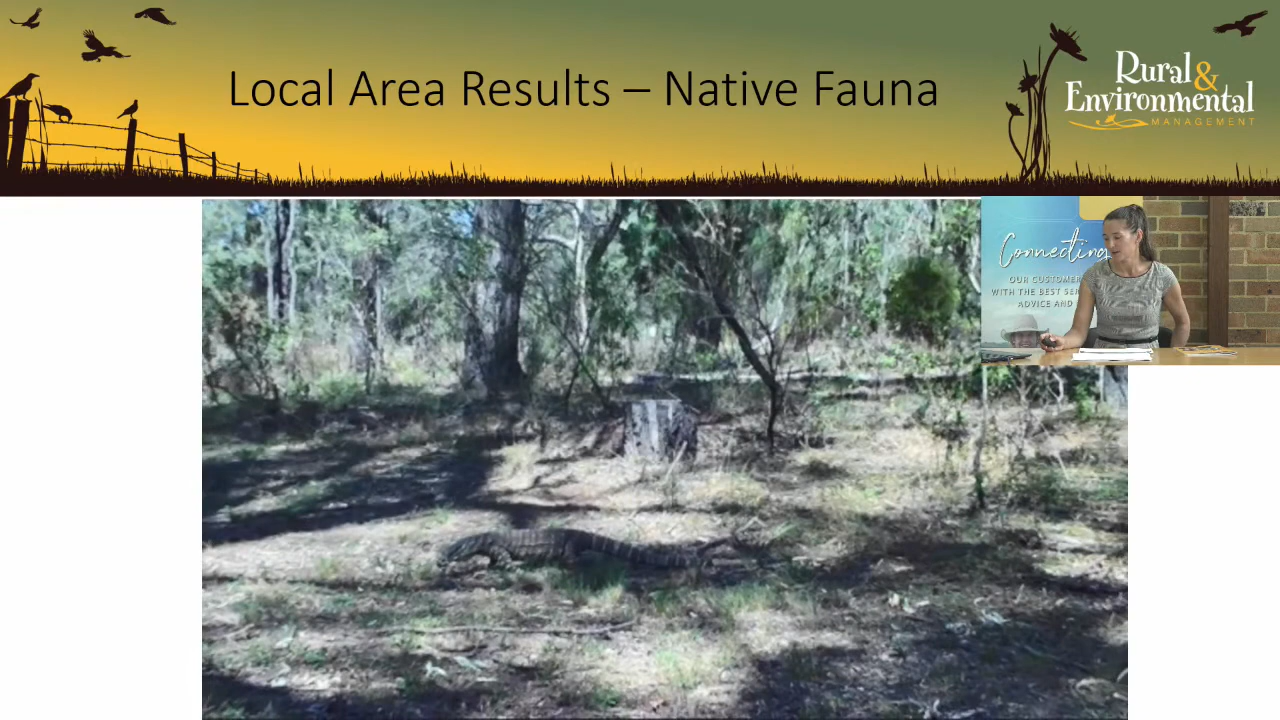 Local Area Results – Native Fauna
Rural &
Environmental
MANAGEMENT
Connecting
OUR CUSTOMER
WITH THE BEST SER
ADVICE AND